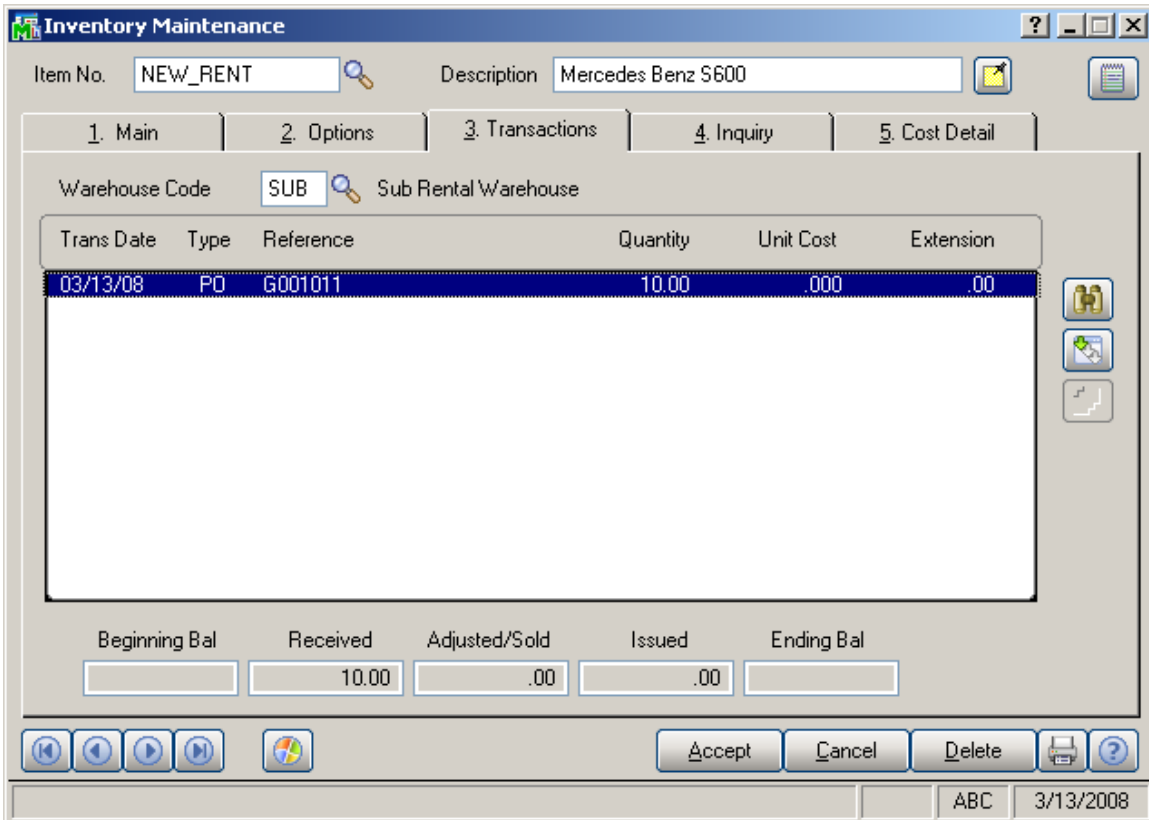 Inventory Maintenance
Item No. NEW_RENT Description Mercedes Benz S600
1. Main 2. Options 3. Transactions 4. Inquiry 5. Cost Detail
Warehouse Code SUB Sub Rental Warehouse
Trans Date Type Reference Quantity Unit Cost Extension
03/13/08 PO G001011 10.00 .000 .00
Beginning Bal Received Adjusted/Sold Issued Ending Bal
10.00 .00 .00
Accept Cancel Delete
ABC 3/13/2008